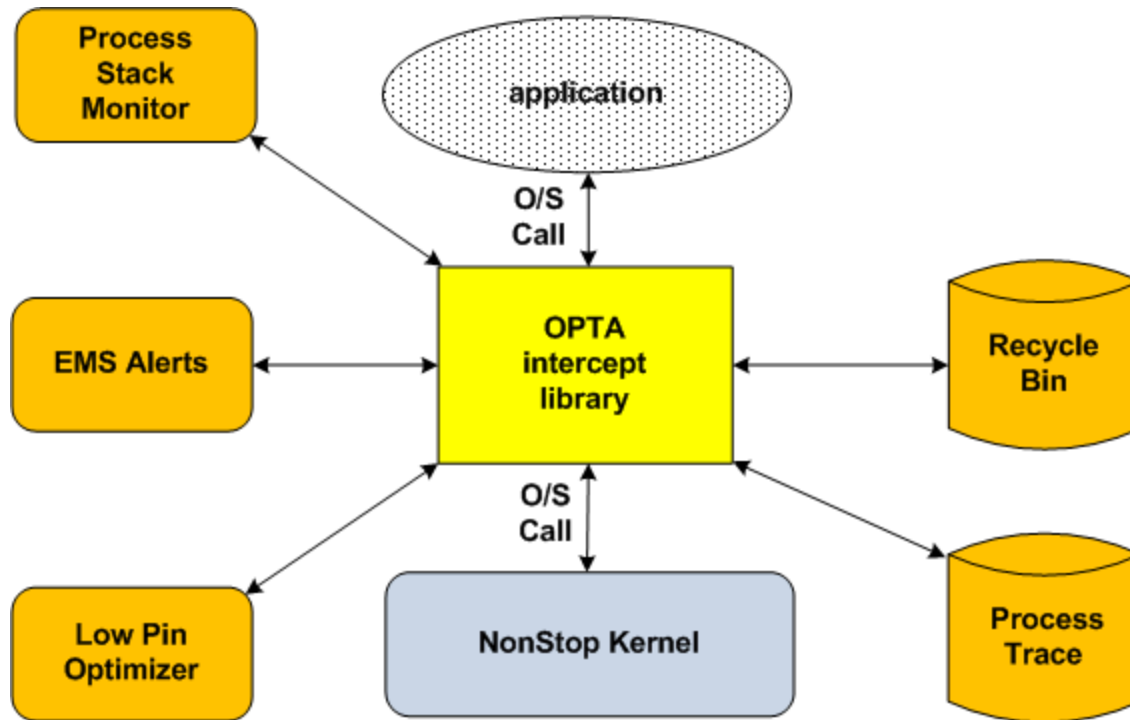 Process
Stack
Monitor
application
O/S
Call
OPTA
intercept
library
EMS Alerts
Recycle
Bin
O/S
Call
Low Pin
Optimizer
NonStop Kernel
Process
Trace